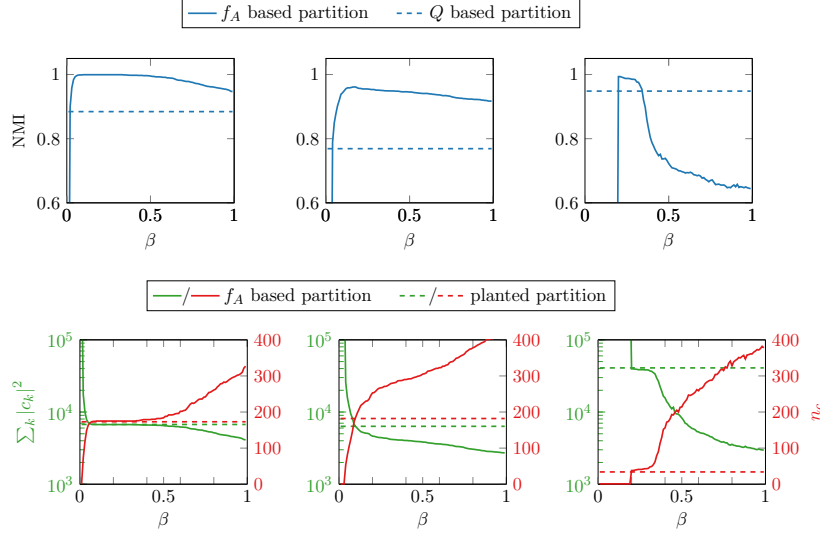 f_A based partition   Q based partition
1   1   1
0.8   0.8   0.8
0.6   0.6   0.6
NMI
0 0.5 1   0 0.5 1   0 0.5 1
β   β   β
/ f_A based partition   / planted partition
10^5 400   10^5 400   10^5 400
300   300   300
10^4 200   10^4 200   10^4 200
100   100   100
10^3 0   10^3 0   10^3 0
∑_k |c_k|^2
n_c
0 0.5 1   0 0.5 1   0 0.5 1
β   β   β